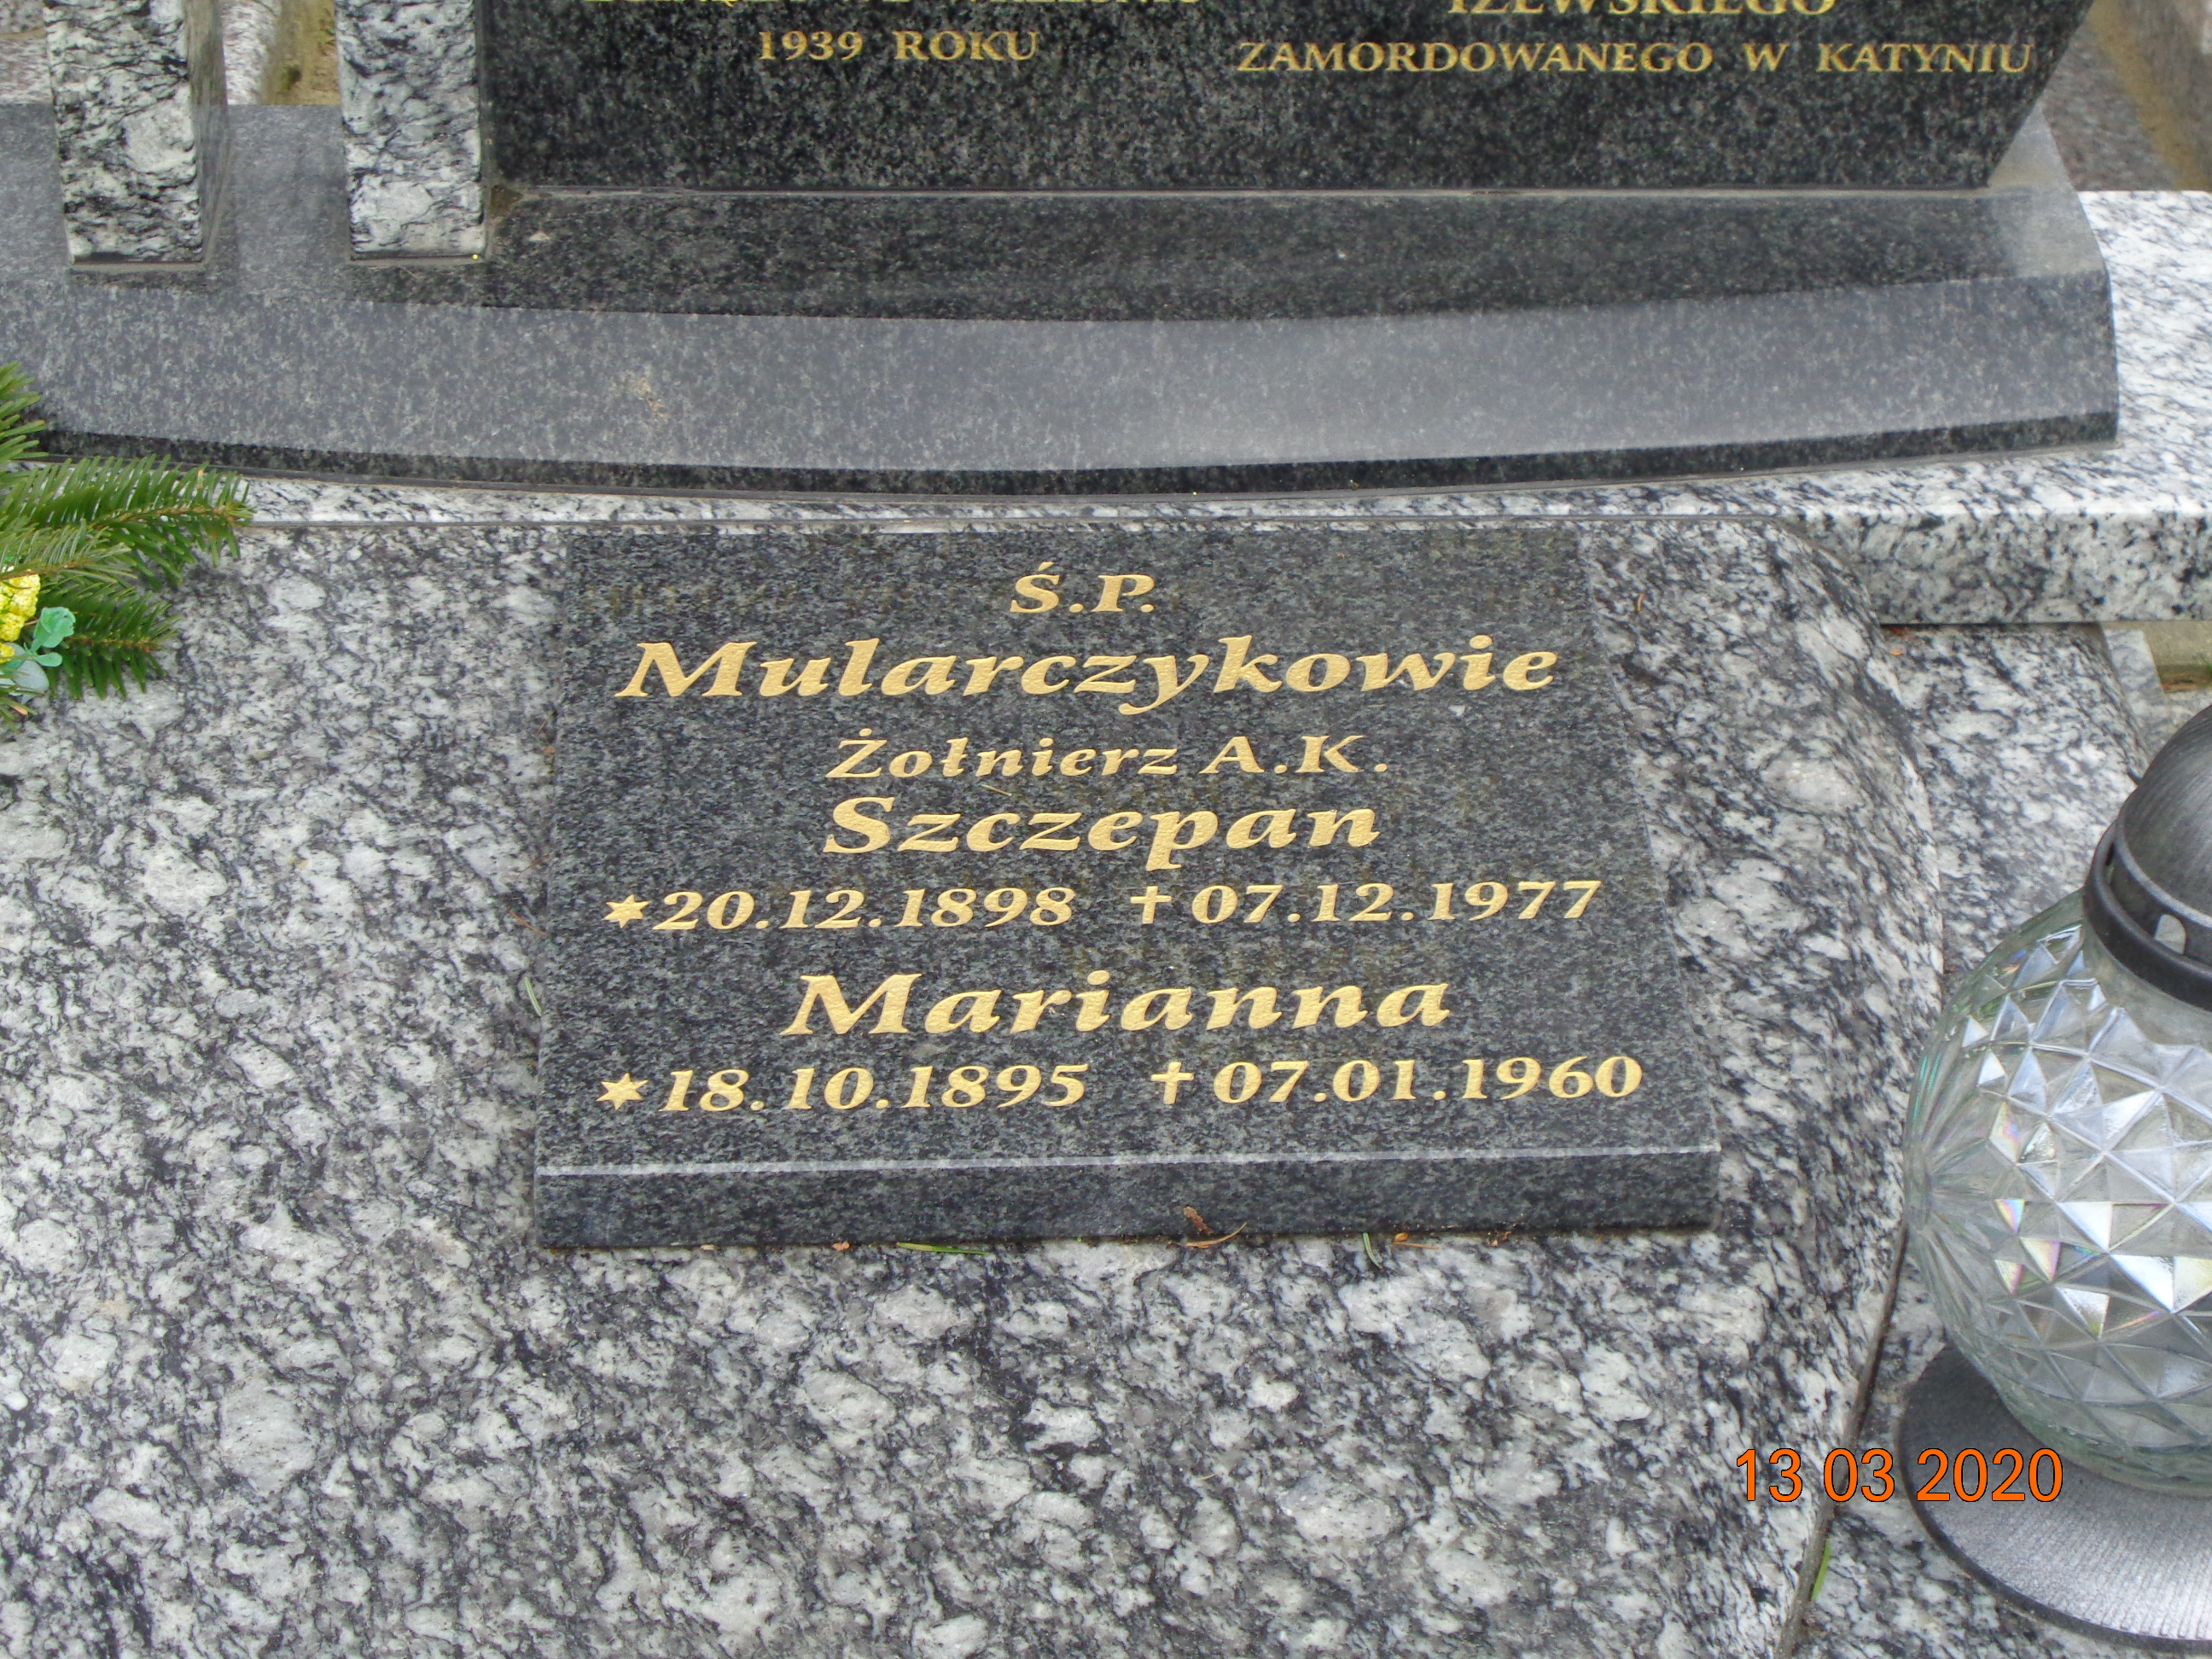 1939 ROKU
ZAMORDOWANEGO W KATYNIU
Ś.P.
Mularczykowie
Żołnierz A.K.
Szczepan
✶20.12.1898 ✝07.12.1977
Marianna
✶18.10.1895 ✝07.01.1960
13 03 2020